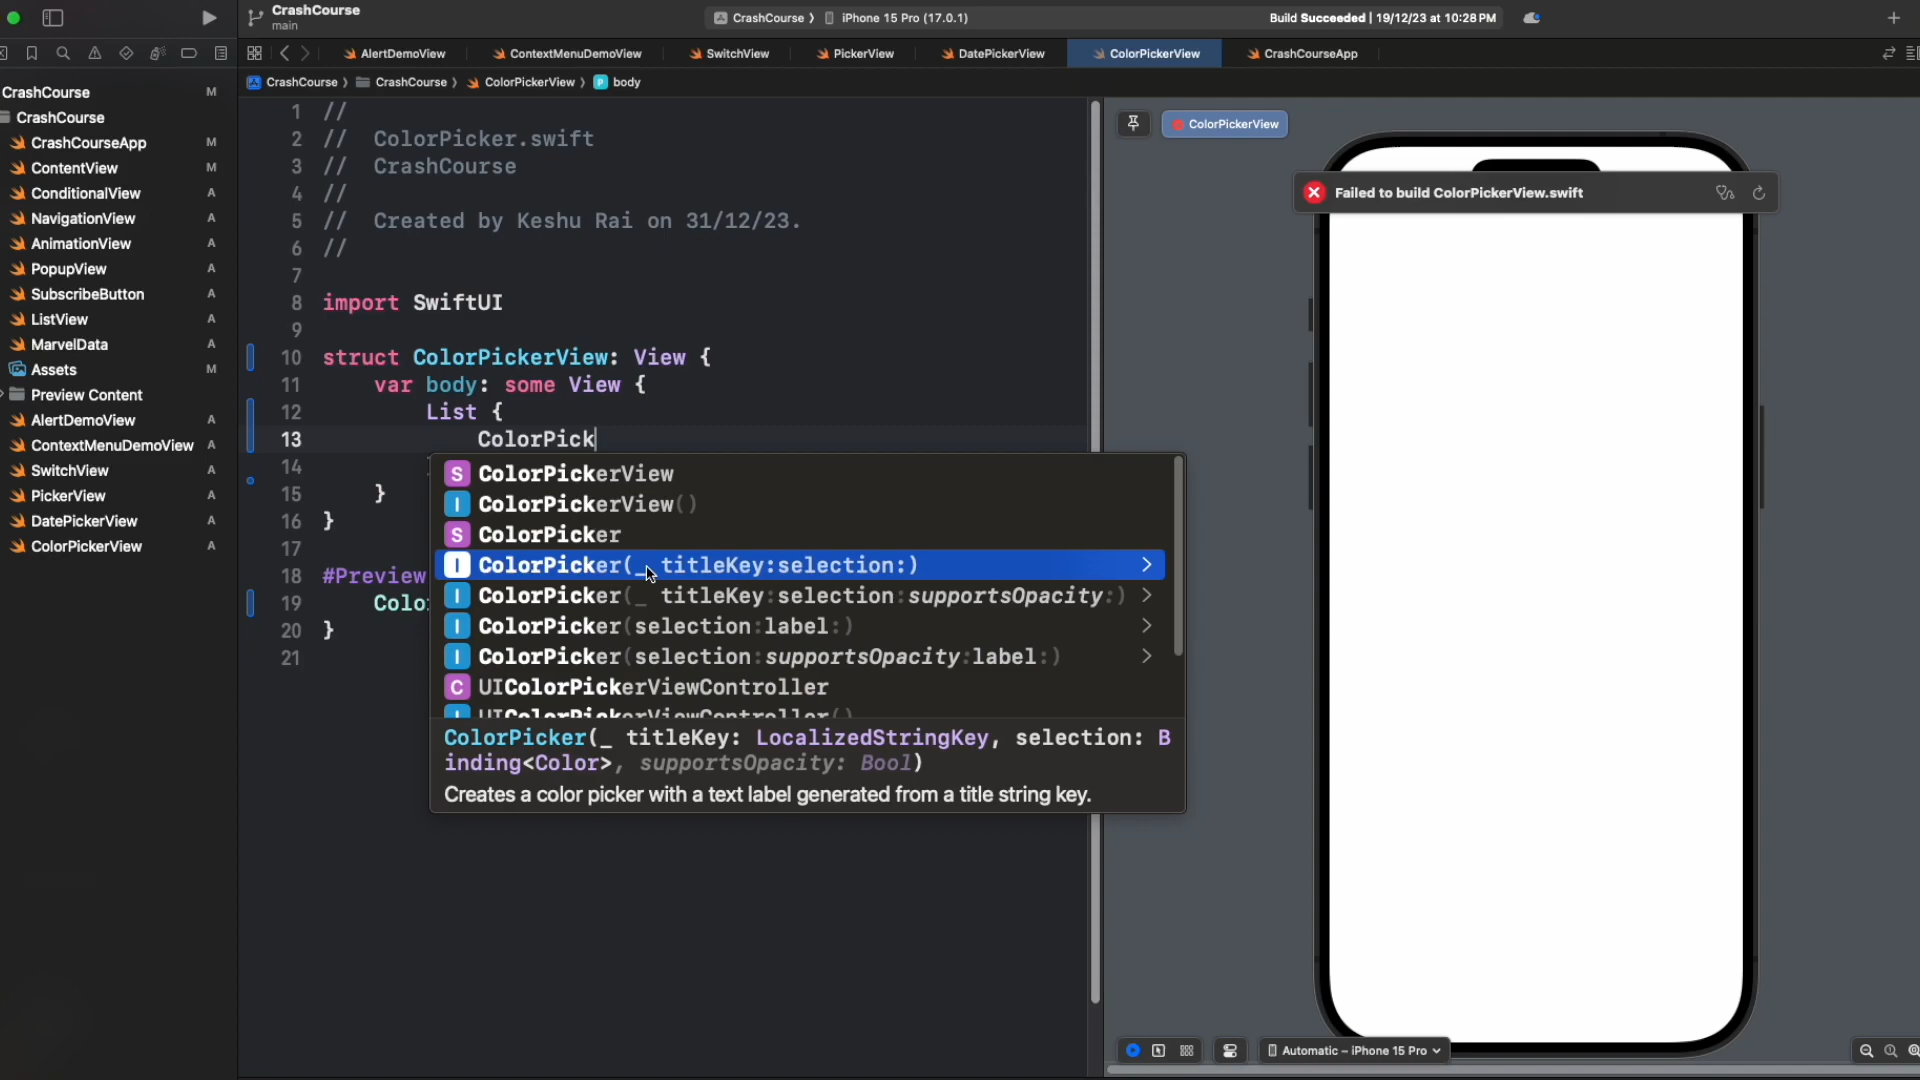 CrashCourse
main
CrashCourse 〉 iPhone 15 Pro (17.0.1)
Build Succeeded | 19/12/23 at 10:28 PM
AlertDemoView
ContextMenuDemoView
SwitchView
PickerView
DatePickerView
ColorPickerView
CrashCourseApp
CrashCourse 〉 CrashCourse 〉 ColorPickerView 〉 P body
CrashCourse M
CrashCourse
CrashCourseApp M
ContentView M
ConditionalView A
NavigationView A
AnimationView A
PopupView A
SubscribeButton A
ListView A
MarvelData A
Assets M
Preview Content
AlertDemoView A
ContextMenuDemoView A
SwitchView A
PickerView A
DatePickerView A
ColorPickerView A
1 //
2 // ColorPicker.swift
3 // CrashCourse
4 //
5 // Created by Keshu Rai on 31/12/23.
6 //
7
8 import SwiftUI
9
10 struct ColorPickerView: View {
11 var body: some View {
12 List {
13 ColorPick
14
15 }
16 }
17
18 #Preview
19 Color
20 }
21
S ColorPickerView
I ColorPickerView()
S ColorPicker
I ColorPicker(_ titleKey:selection:)
I ColorPicker(_ titleKey:selection:supportsOpacity:)
I ColorPicker(selection:label:)
I ColorPicker(selection:supportsOpacity:label:)
C UIColorPickerViewController
I UIColorPickerViewController()
ColorPicker(_ titleKey: LocalizedStringKey, selection: B
inding<Color>, supportsOpacity: Bool)
Creates a color picker with a text label generated from a title string key.
ColorPickerView
Failed to build ColorPickerView.swift
Automatic – iPhone 15 Pro